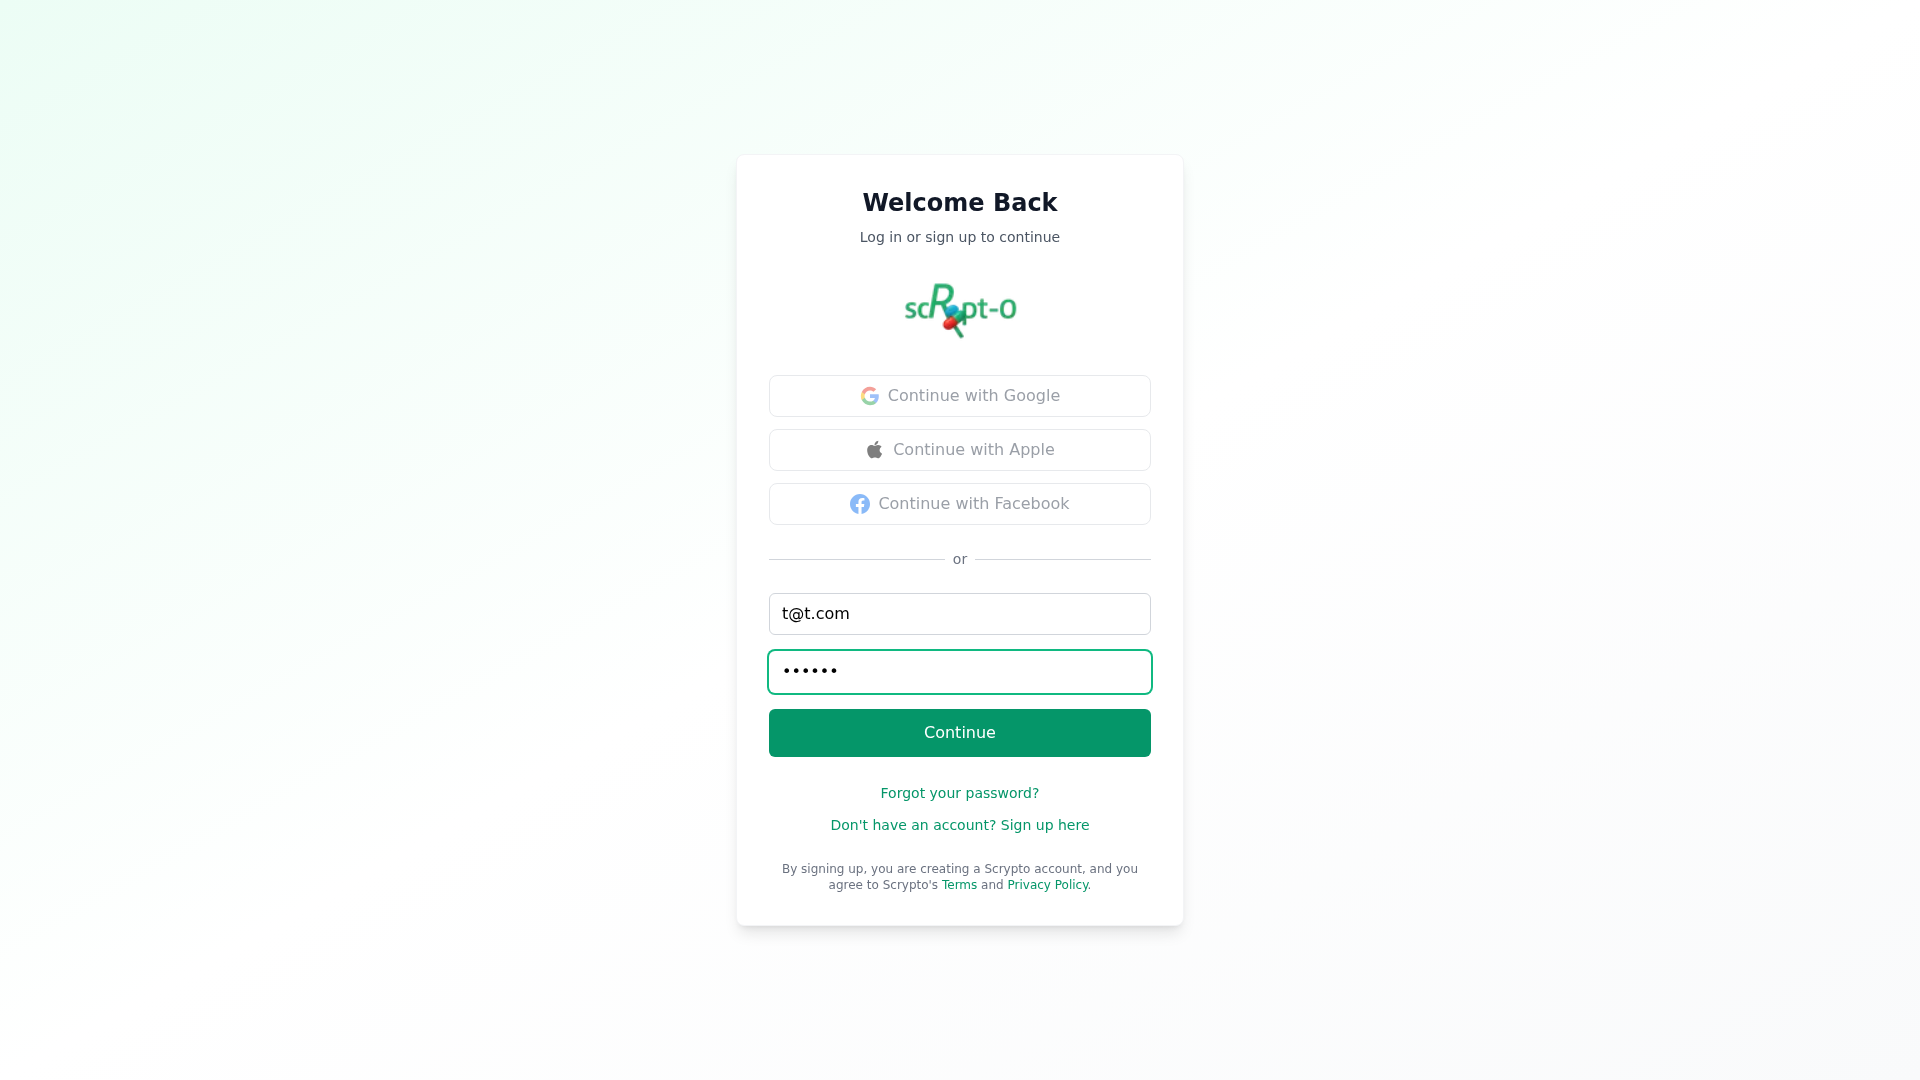 Welcome Back
Log in or sign up to continue
scRpt-O
Continue with Google
Continue with Apple
Continue with Facebook
or
t@t.com
••••••
Continue
Forgot your password?
Don't have an account? Sign up here
By signing up, you are creating a Scrypto account, and you
agree to Scrypto's Terms and Privacy Policy.